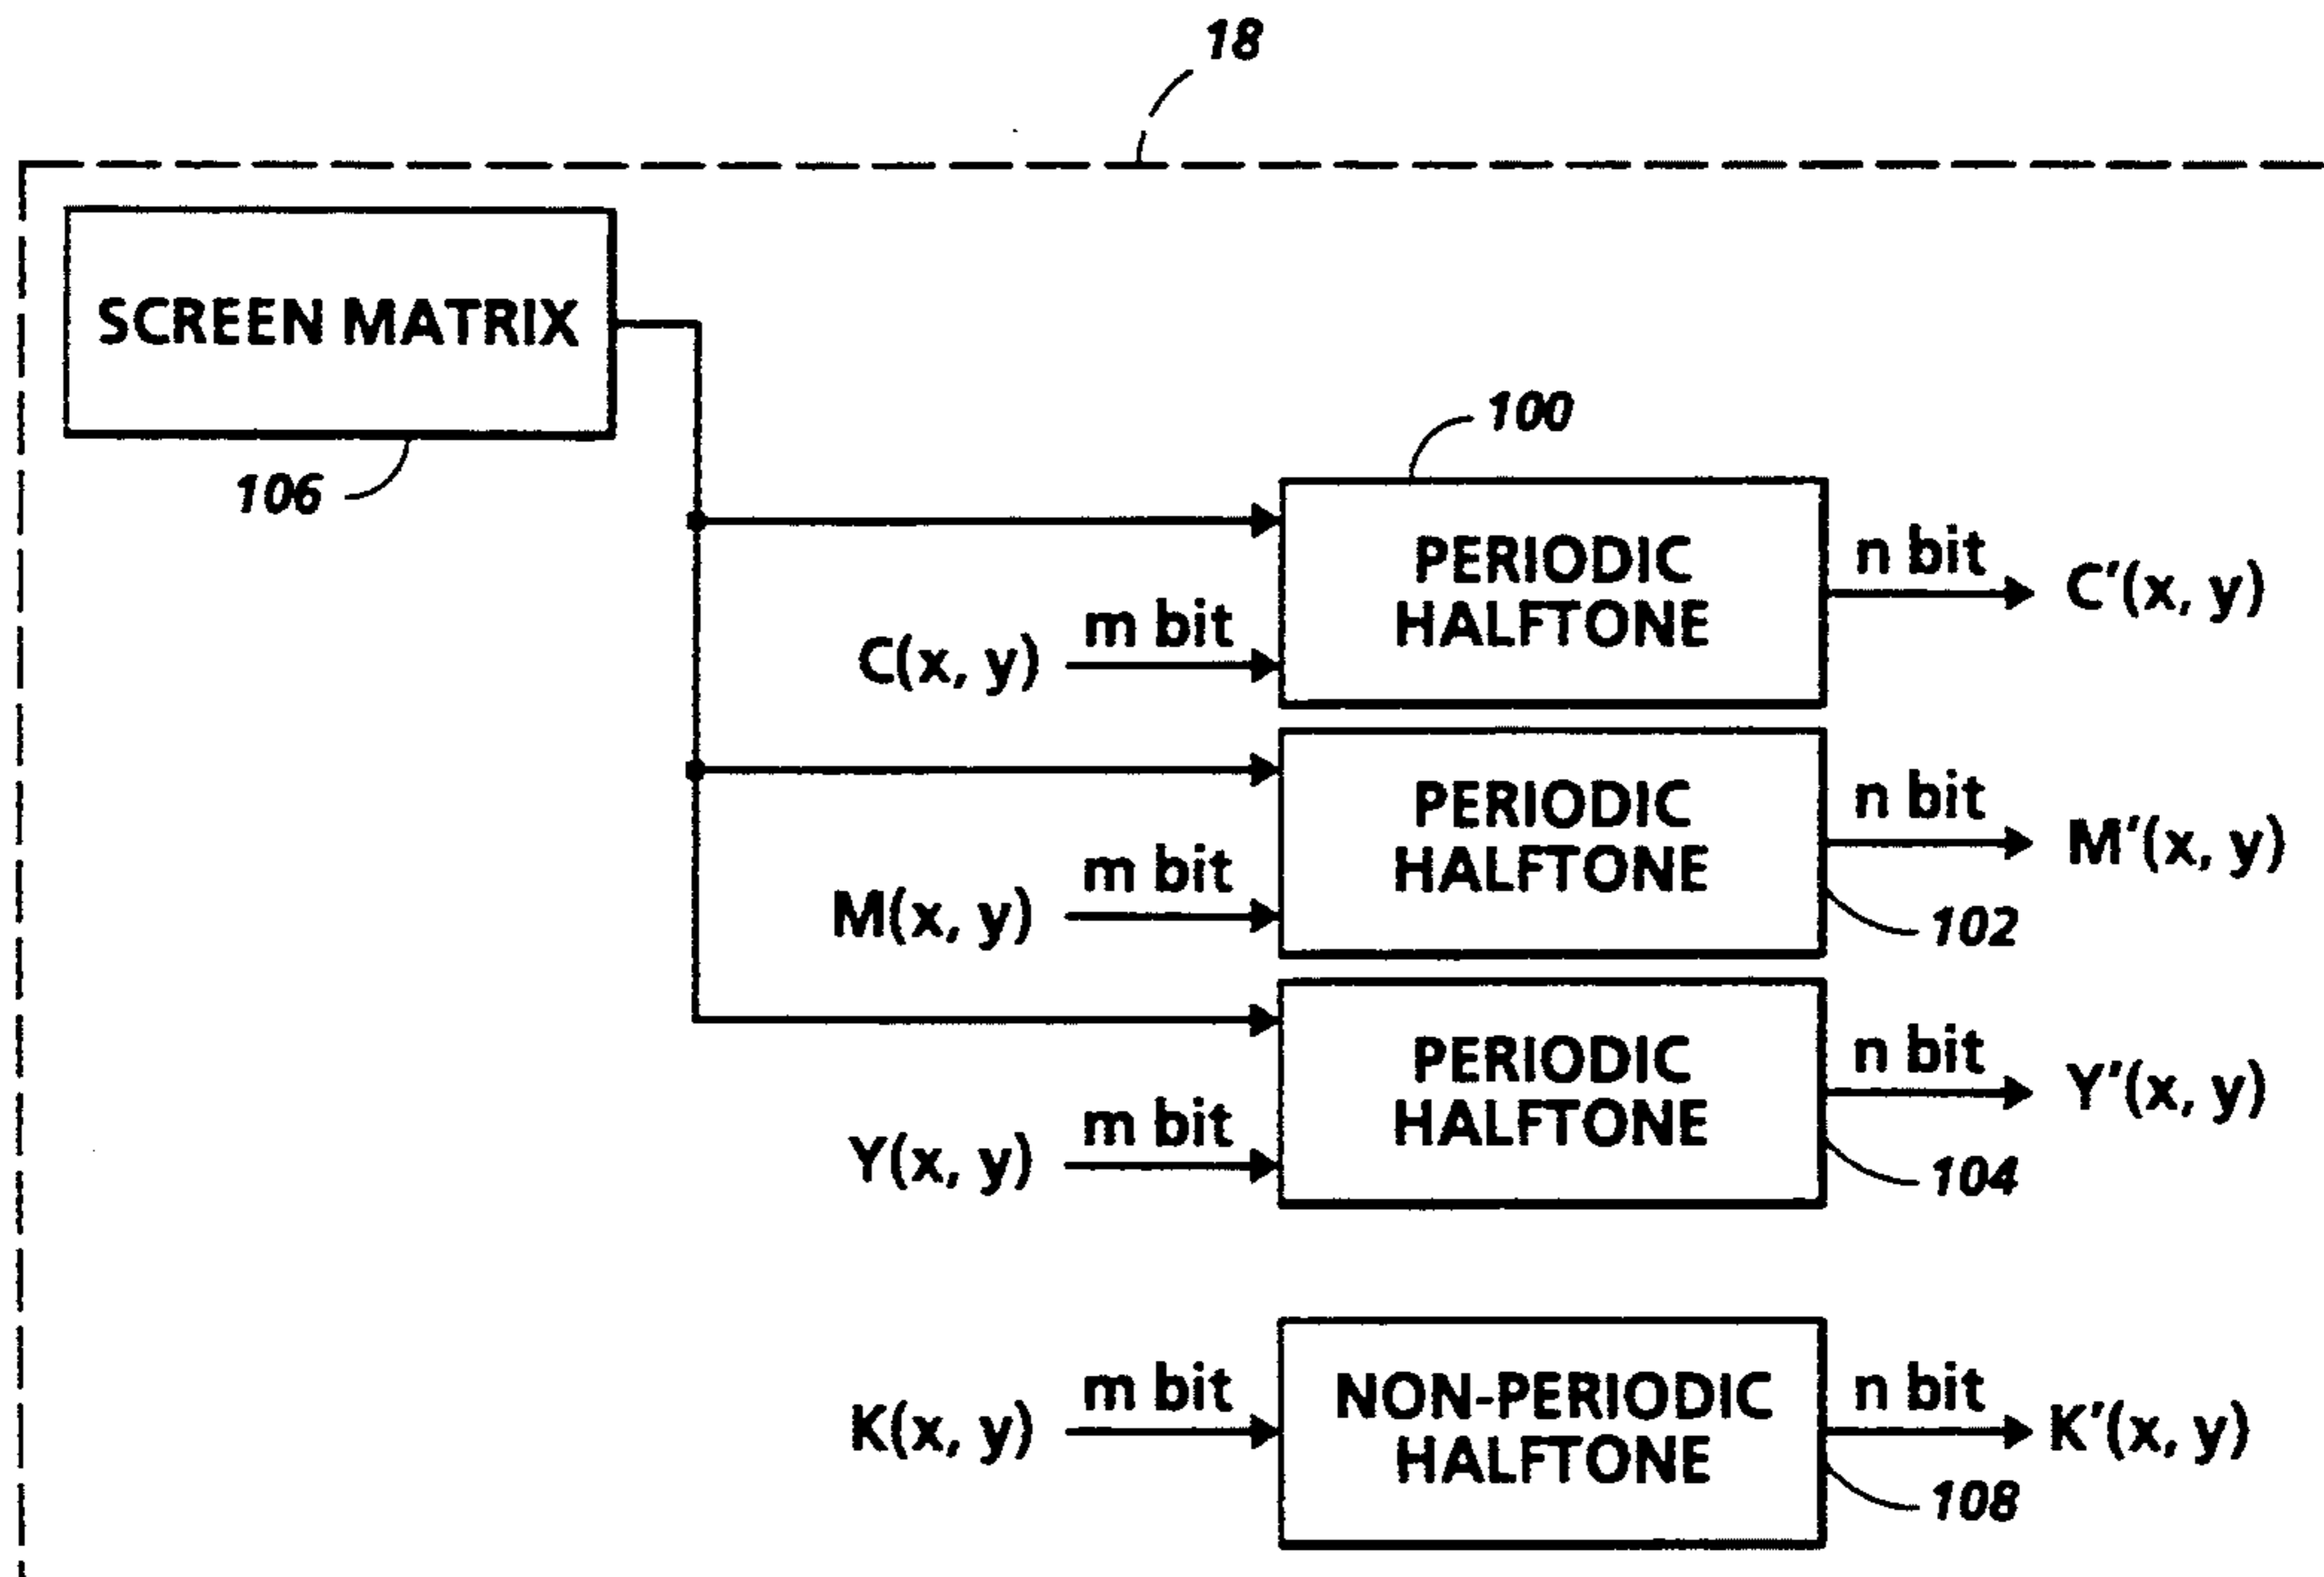 18
SCREEN MATRIX
106
100
PERIODIC
HALFTONE
n bit
C'(x, y)
m bit
C(x, y)
PERIODIC
HALFTONE
n bit
M'(x, y)
m bit
M(x, y)
102
PERIODIC
HALFTONE
n bit
Y'(x, y)
m bit
Y(x, y)
104
NON-PERIODIC
HALFTONE
m bit
K(x, y)
n bit
K'(x, y)
108